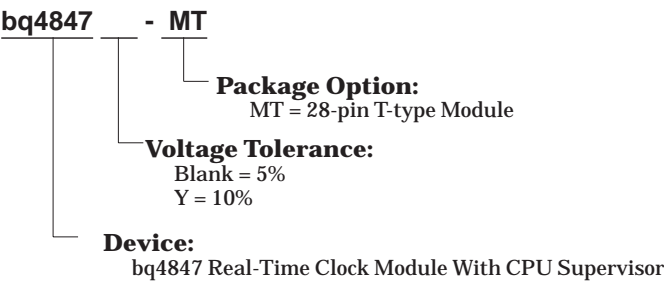 bq4847 - MT
Package Option:
MT = 28-pin T-type Module
Voltage Tolerance:
Blank = 5%
Y = 10%
Device:
bq4847 Real-Time Clock Module With CPU Supervisor